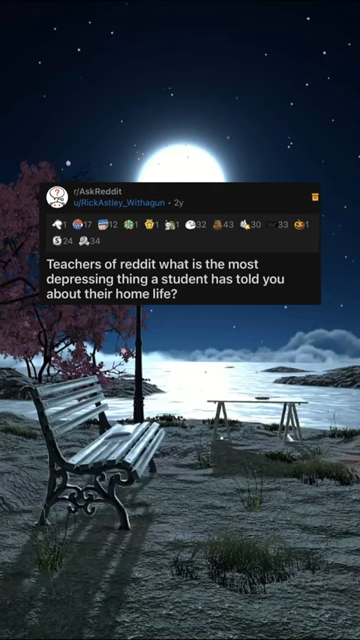 r/AskReddit
u/RickAstley_Withagun • 2y
1 17 12 1 1 1 32 43 30 33 1
24 34
Teachers of reddit what is the most
depressing thing a student has told you
about their home life?